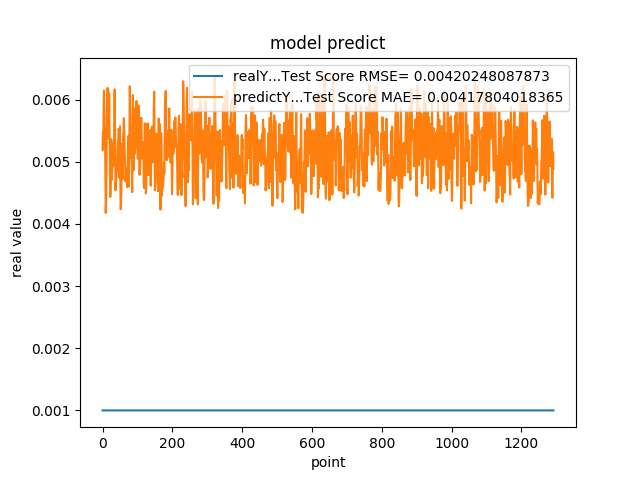 model predict
realY...Test Score RMSE= 0.00420248087873
predictY...Test Score MAE= 0.00417804018365
0.006
0.005
0.004
0.003
0.002
0.001
real value
0 200 400 600 800 1000 1200
point